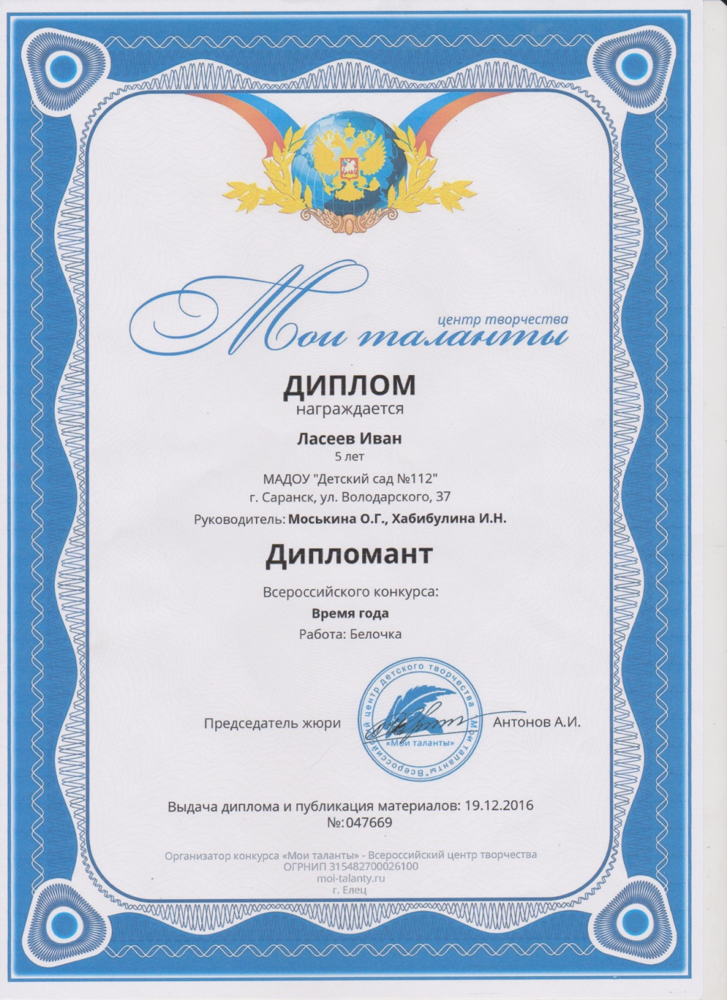 центр творчества
Мои таланты
ДИПЛОМ
награждается
Ласеев Иван
5 лет
МАДОУ "Детский сад №112"
г. Саранск, ул. Володарского, 37
Руководитель: Моськина О.Г., Хабибулина И.Н.
Дипломант
Всероссийского конкурса:
Время года
Работа: Белочка
Председатель жюри
Всероссийский центр детского творчества "Мои таланты"
«Мои таланты»
Антонов А.И.
Выдача диплома и публикация материалов: 19.12.2016
№:047669
Организатор конкурса «Мои таланты» - Всероссийский центр творчества
ОГРНИП 315482700026100
moi-talanty.ru
г. Елец